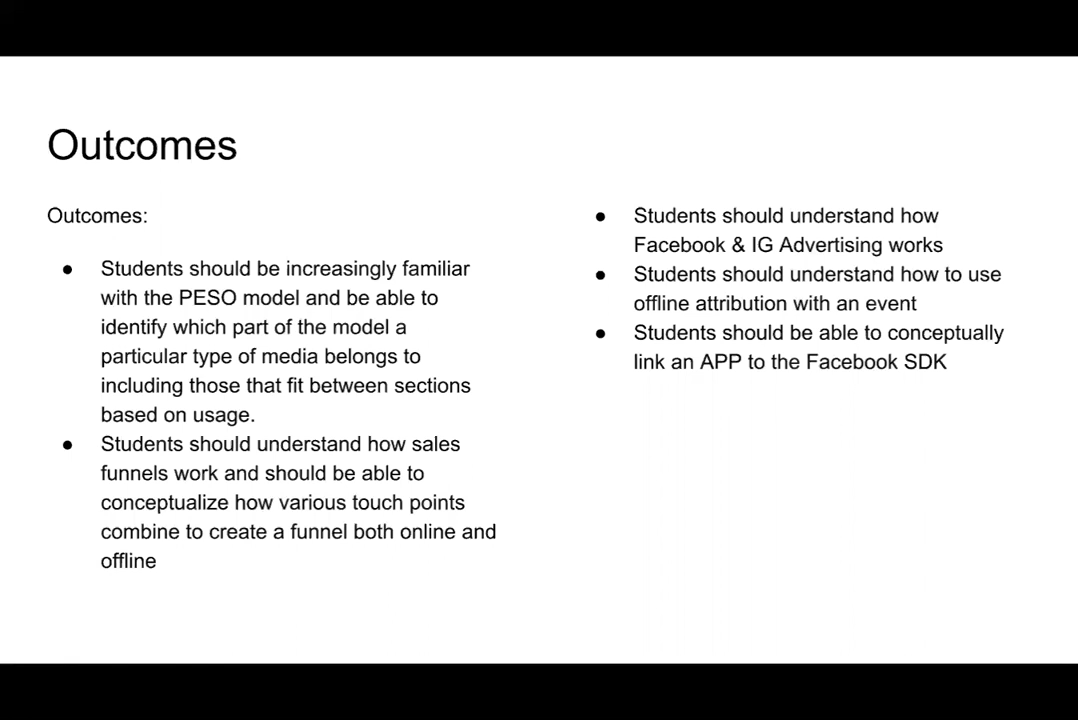 Outcomes
Outcomes:
● Students should be increasingly familiar
with the PESO model and be able to
identify which part of the model a
particular type of media belongs to
including those that fit between sections
based on usage.
● Students should understand how sales
funnels work and should be able to
conceptualize how various touch points
combine to create a funnel both online and
offline
● Students should understand how
Facebook & IG Advertising works
● Students should understand how to use
offline attribution with an event
● Students should be able to conceptually
link an APP to the Facebook SDK